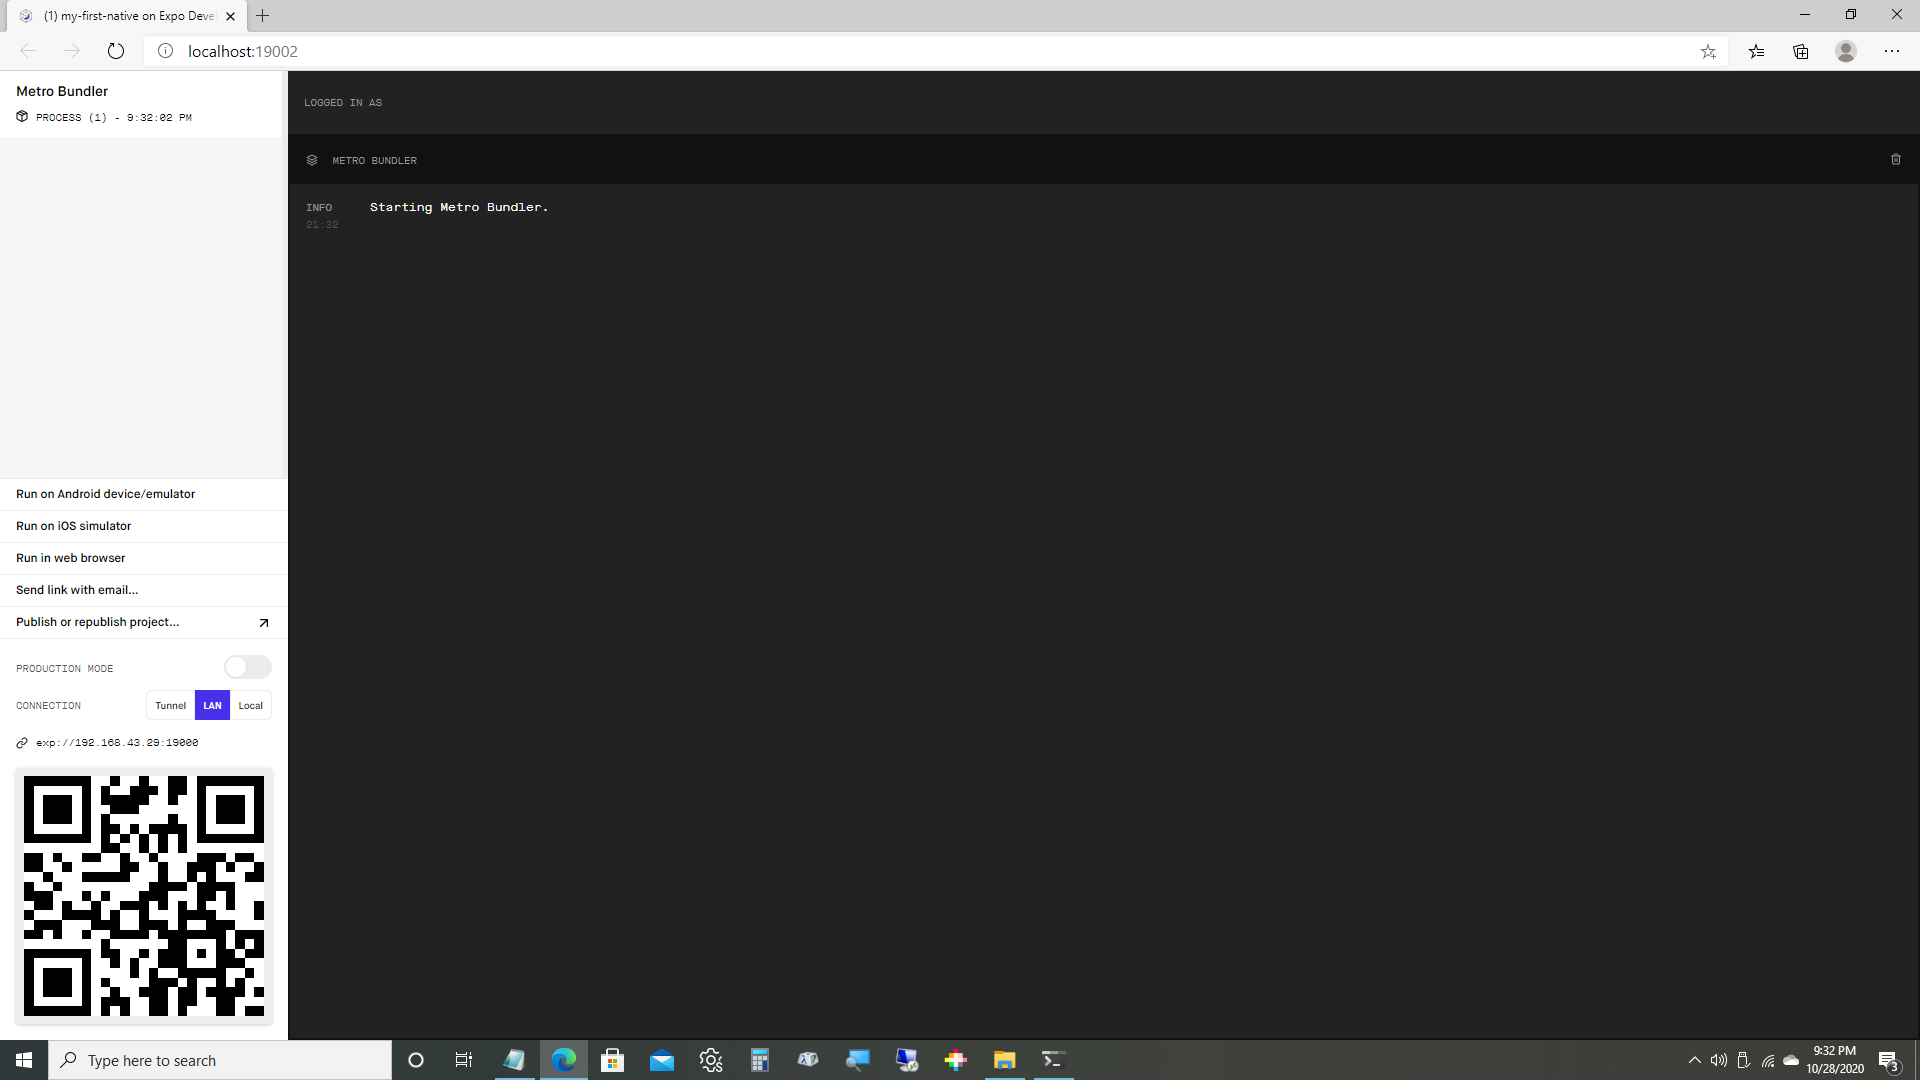 (1) my-first-native on Expo Deve
localhost:19002
Metro Bundler
PROCESS (1) - 9:32:02 PM
LOGGED IN AS
METRO BUNDLER
INFO
Starting Metro Bundler.
21:32
Run on Android device/emulator
Run on iOS simulator
Run in web browser
Send link with email...
Publish or republish project...
PRODUCTION MODE
CONNECTION
Tunnel
LAN
Local
exp://192.168.43.29:19000
Type here to search
9:32 PM
10/28/2020
3